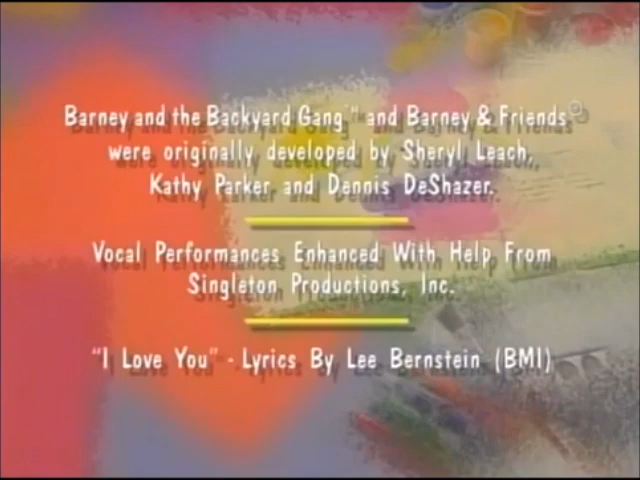 Barney and the Backyard Gang™ and Barney & Friends®
were originally developed by Sheryl Leach,
Kathy Parker and Dennis DeShazer.
Vocal Performances Enhanced With Help From
Singleton Productions, Inc.
"I Love You" - Lyrics By Lee Bernstein (BMI)